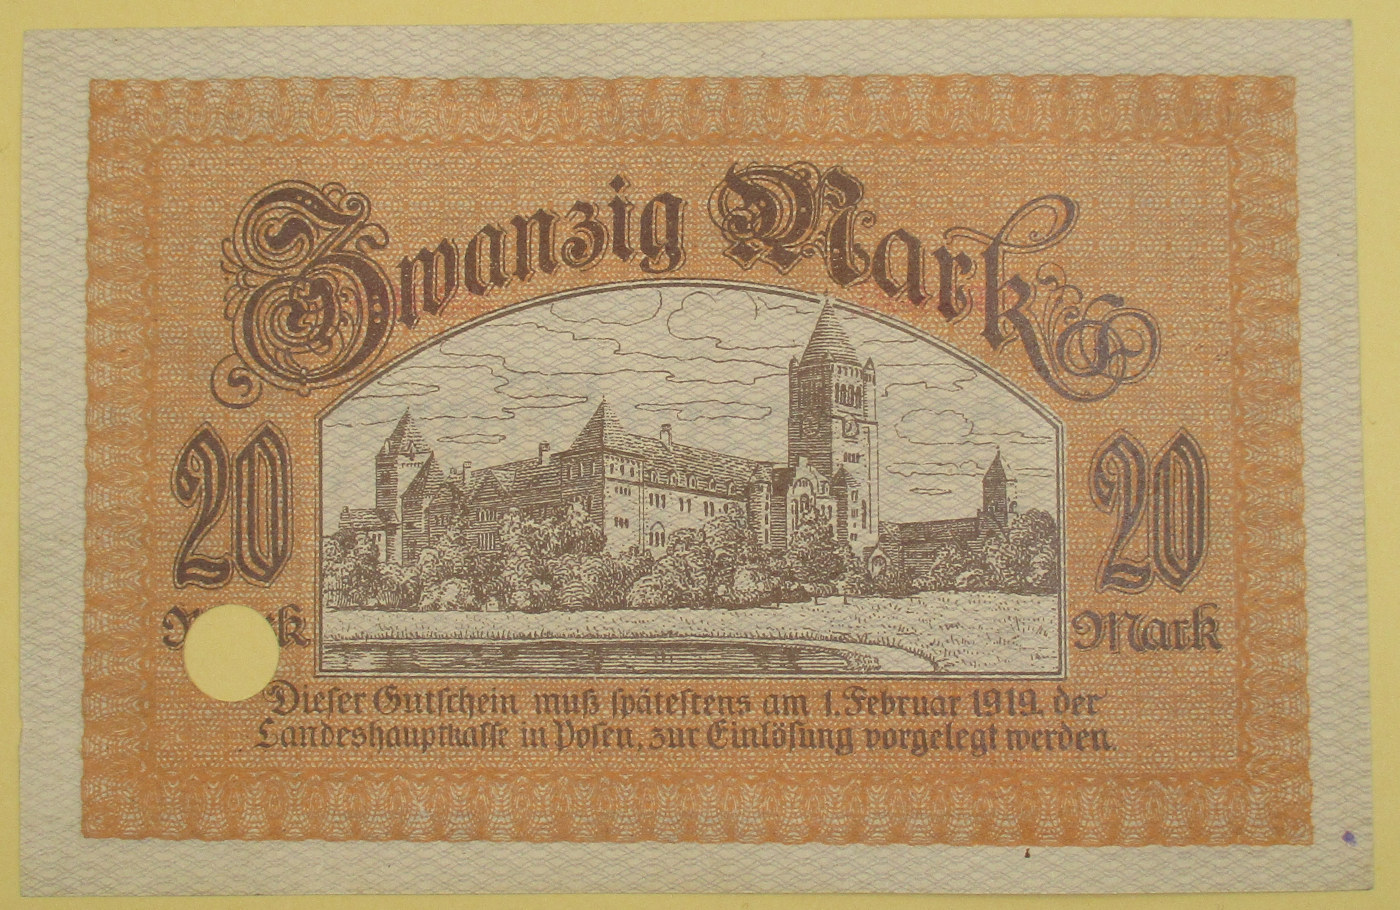 Zwanzig Mark
20 20
Mark
Dieser Gutschein muß spätestens am 1. Februar 1919. der
Landeshauptkasse in Posen, zur Einlösung vorgelegt werden.